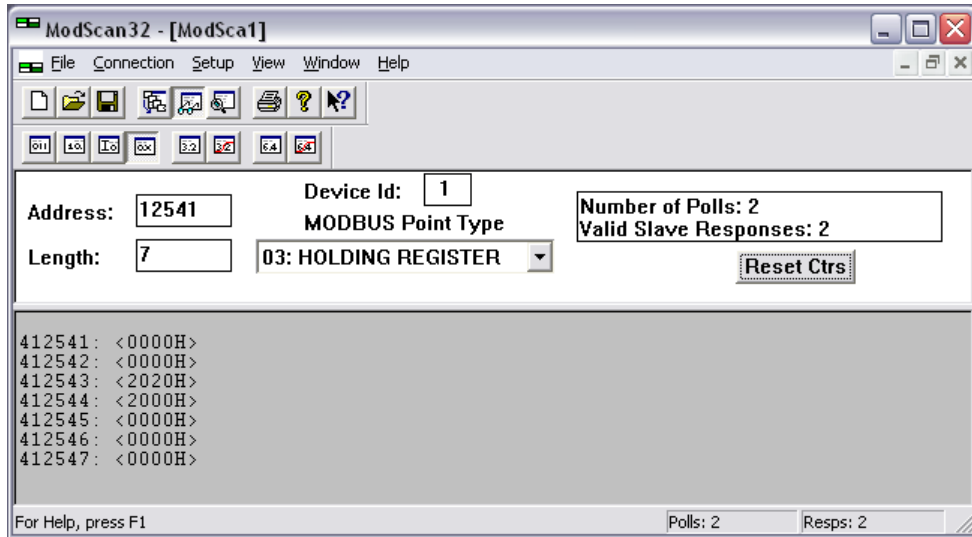 ModScan32 - [ModSca1]
File Connection Setup View Window Help
Address: 12541
Device Id: 1
MODBUS Point Type
Length: 7
03: HOLDING REGISTER
Number of Polls: 2
Valid Slave Responses: 2
Reset Ctrs
412541: <0000H>
412542: <0000H>
412543: <2020H>
412544: <2000H>
412545: <0000H>
412546: <0000H>
412547: <0000H>
For Help, press F1
Polls: 2
Resps: 2